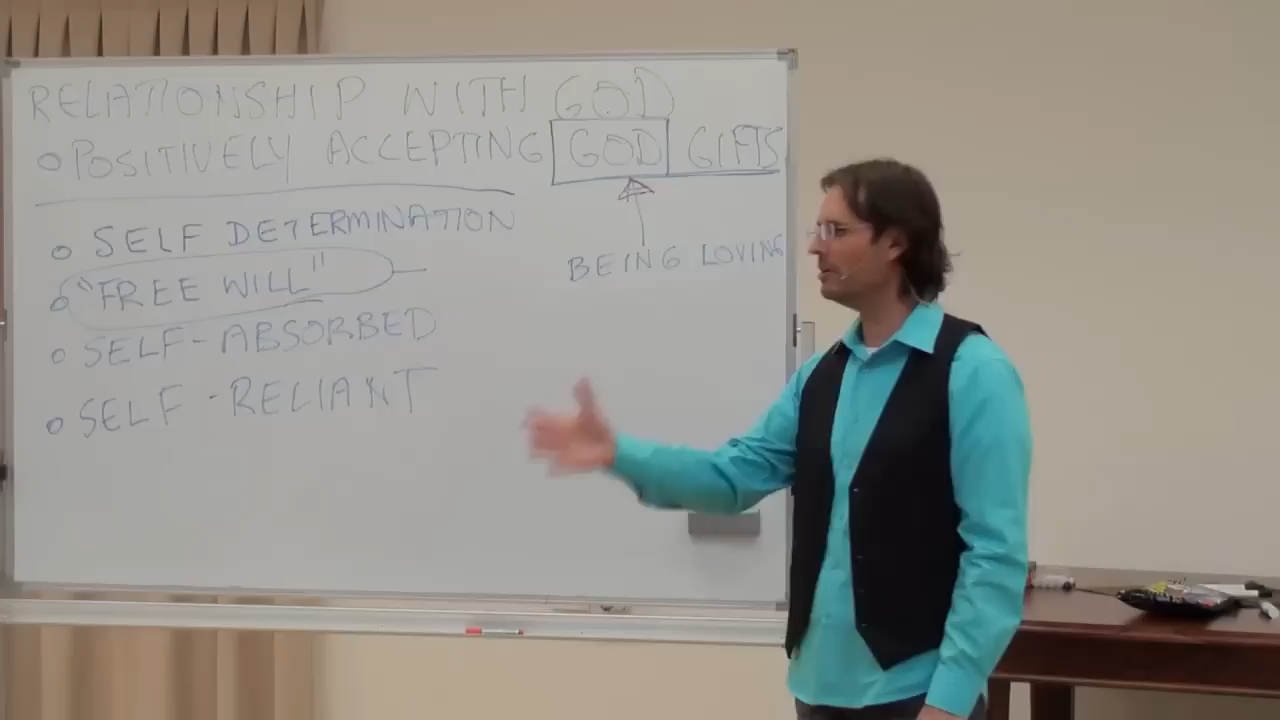 RELATIONSHIP WITH GOD
POSITIVELY ACCEPTING GOD GIFTS
SELF DETERMINATION
"FREE WILL"
BEING LOVING
SELF-ABSORBED
SELF-RELIANT